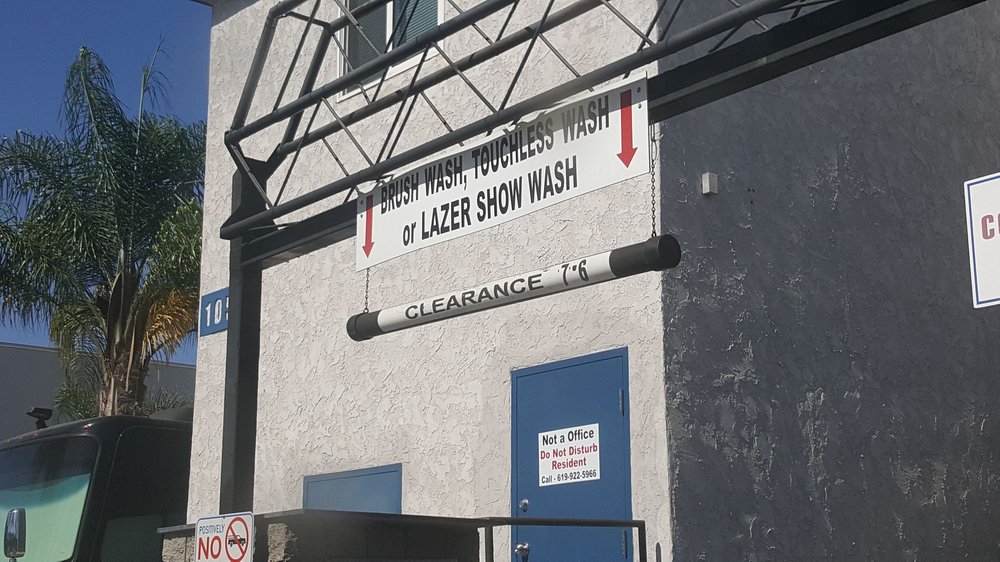 BRUSH WASH, TOUCHLESS WASH
or LAZER SHOW WASH
CLEARANCE 7-6
Not a Office
Do Not Disturb
Resident
Call - 619-922-5966
POSITIVELY
NO